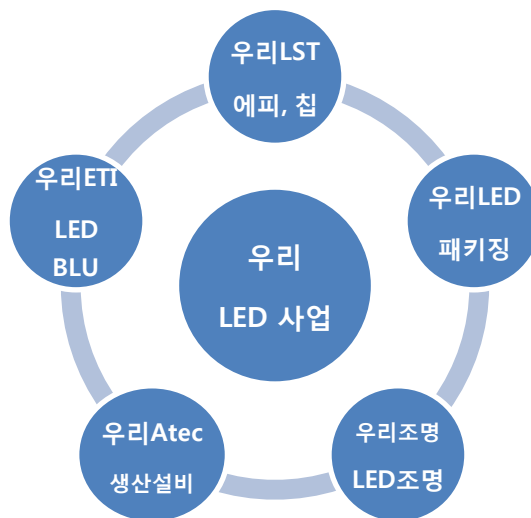 우리LST
에피, 칩
우리LED
패키징
우리조명
LED조명
우리Atec
생산설비
우리ETI
LED
BLU
우리
LED 사업